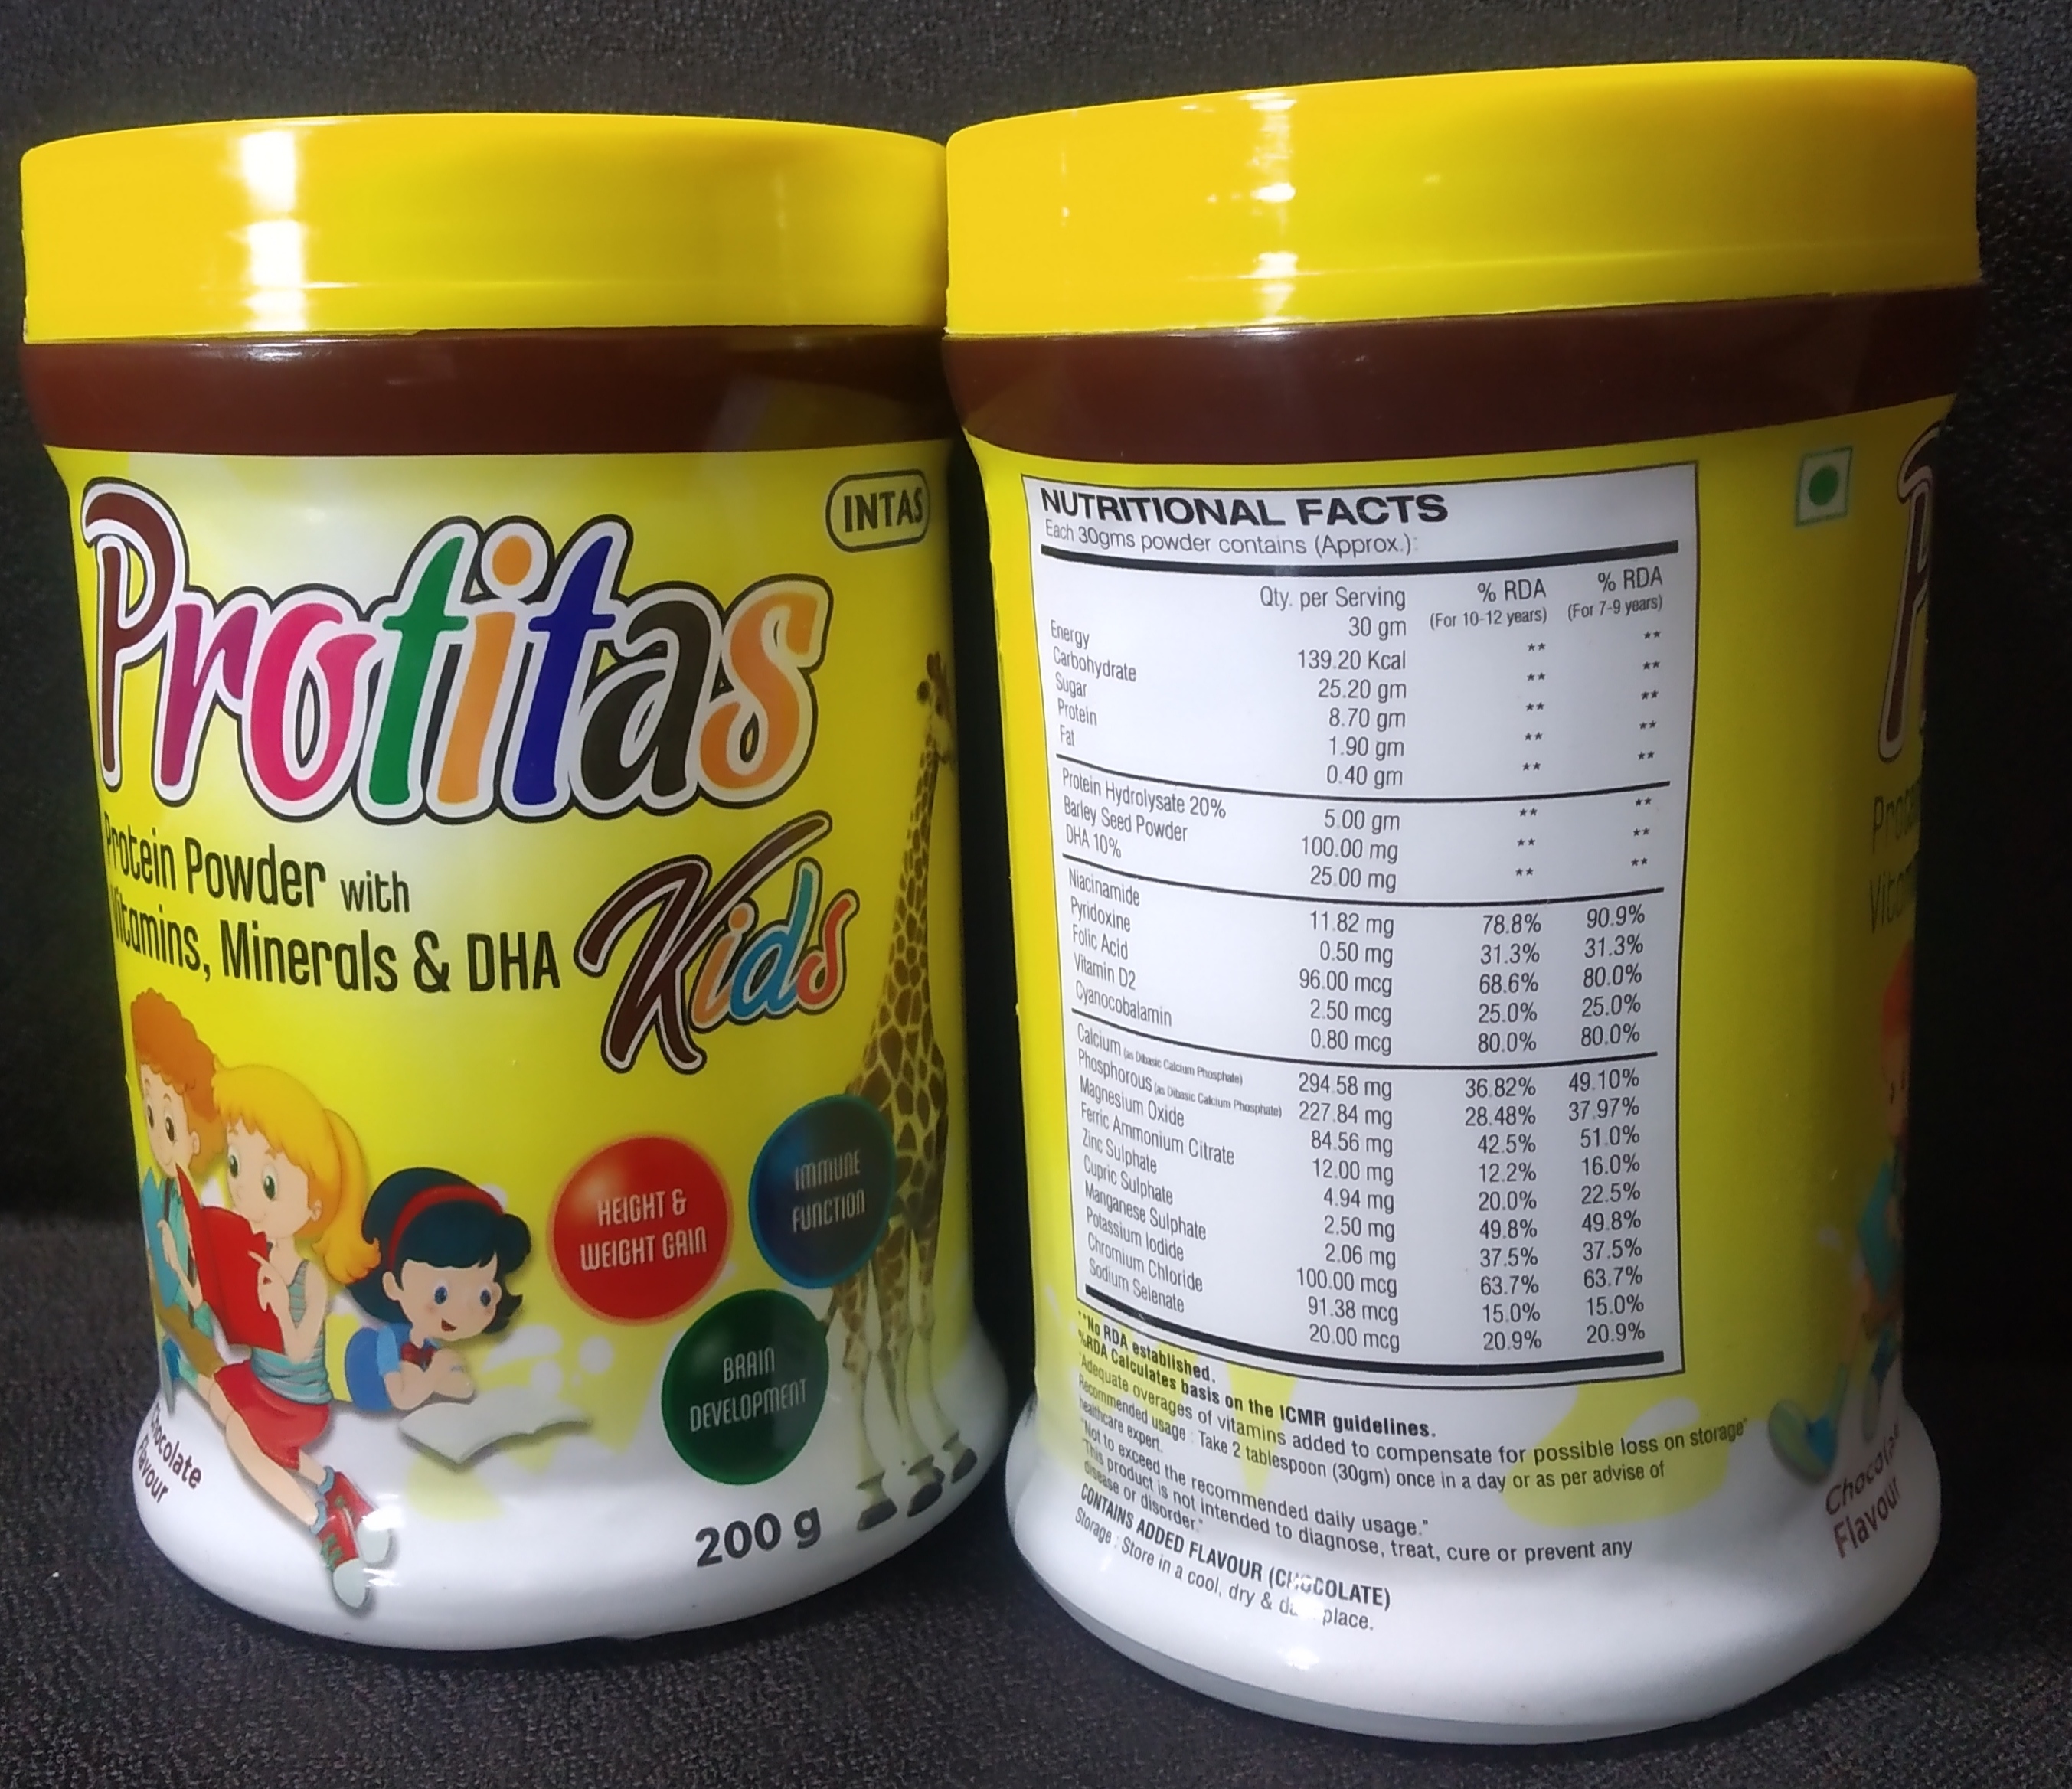 INTAS
Protitas
Protein Powder with
Vitamins, Minerals & DHA
Kids
IMMUNE
FUNCTION
HEIGHT &
WEIGHT GAIN
BRAIN
DEVELOPMENT
Chocolate
Flavour
200 g
NUTRITIONAL FACTS
Each 30gms powder contains (Approx.):
Qty. per Serving % RDA % RDA
30 gm (For 10-12 years) (For 7-9 years)
Energy 139.20 Kcal ** **
Carbohydrate 25.20 gm ** **
Sugar 8.70 gm ** **
Protein 1.90 gm ** **
Fat 0.40 gm ** **
Protein Hydrolysate 20% 5.00 gm ** **
Barley Seed Powder 100.00 mg ** **
DHA 10% 25.00 mg ** **
Niacinamide 11.82 mg 78.8% 90.9%
Pyridoxine 0.50 mg 31.3% 31.3%
Folic Acid 96.00 mcg 68.6% 80.0%
Vitamin D2 2.50 mcg 25.0% 25.0%
Cyanocobalamin 0.80 mcg 80.0% 80.0%
Calcium (as Dibasic Calcium Phosphate) 294.58 mg 36.82% 49.10%
Phosphorous (as Dibasic Calcium Phosphate) 227.84 mg 28.48% 37.97%
Magnesium Oxide 84.56 mg 42.5% 51.0%
Ferric Ammonium Citrate 12.00 mg 12.2% 16.0%
Zinc Sulphate 4.94 mg 20.0% 22.5%
Cupric Sulphate 2.50 mg 49.8% 49.8%
Manganese Sulphate 2.06 mg 37.5% 37.5%
Potassium Iodide 100.00 mcg 63.7% 63.7%
Chromium Chloride 91.38 mcg 15.0% 15.0%
Sodium Selenate 20.00 mcg 20.9% 20.9%
**No RDA established.
%RDA Calculates basis on the ICMR guidelines.
"Adequate overages of vitamins added to compensate for possible loss on storage"
Recommended usage : Take 2 tablespoon (30gm) once in a day or as per advise of
healthcare expert.
"Not to exceed the recommended daily usage."
"This product is not intended to diagnose, treat, cure or prevent any
disease or disorder."
CONTAINS ADDED FLAVOUR (CHOCOLATE)
Storage : Store in a cool, dry & place.
Flavour